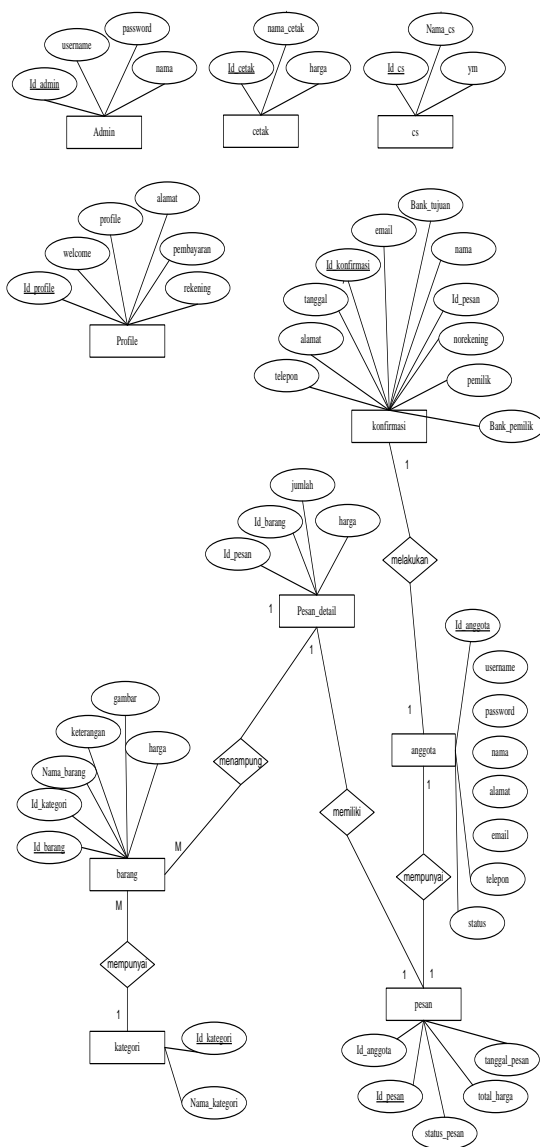 nama_cetak
Nama_cs
password
username
Id_cetak
Id_cs
nama
harga
ym
Id_admin
Admin
cetak
cs
alamat
profile
Bank_tujuan
email
welcome
pembayaran
nama
Id_konfirmasi
Id_profile
rekening
tanggal
Id_pesan
Profile
alamat
norekening
telepon
pemilik
konfirmasi
Bank_pemilik
1
jumlah
Id_barang
harga
Id_pesan
melakukan
1
Pesan_detail
Id_anggota
1
1
username
gambar
password
keterangan
harga
1
Nama_barang
menampung
anggota
nama
Id_kategori
1
alamat
memiliki
Id_barang
M
email
barang
mempunyai
telepon
M
status
mempunyai
1
1
1
pesan
kategori
Id_kategori
Id_anggota
tanggal_pesan
Id_pesan
total_harga
Nama_kategori
status_pesan